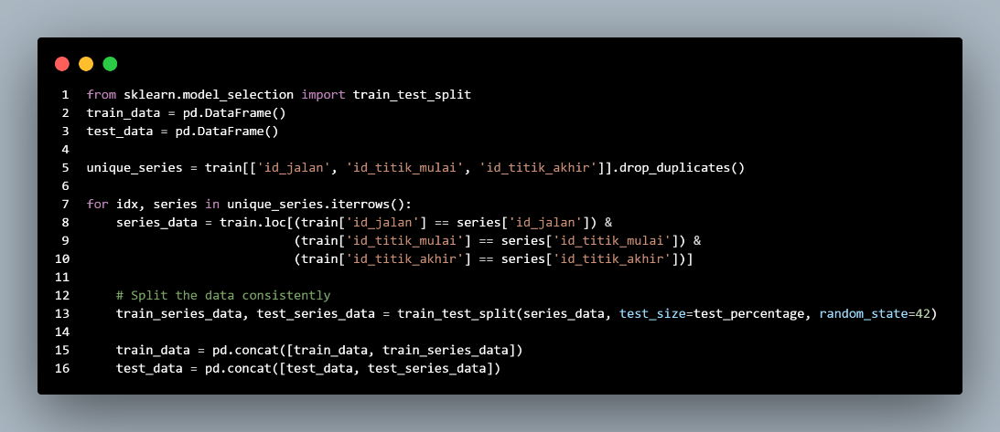 1 from sklearn.model_selection import train_test_split
2 train_data = pd.DataFrame()
3 test_data = pd.DataFrame()
4
5 unique_series = train[['id_jalan', 'id_titik_mulai', 'id_titik_akhir']].drop_duplicates()
6
7 for idx, series in unique_series.iterrows():
8     series_data = train.loc[(train['id_jalan'] == series['id_jalan']) &
9                             (train['id_titik_mulai'] == series['id_titik_mulai']) &
10                             (train['id_titik_akhir'] == series['id_titik_akhir'])]
11
12     # Split the data consistently
13     train_series_data, test_series_data = train_test_split(series_data, test_size=test_percentage, random_state=42)
14
15     train_data = pd.concat([train_data, train_series_data])
16     test_data = pd.concat([test_data, test_series_data])